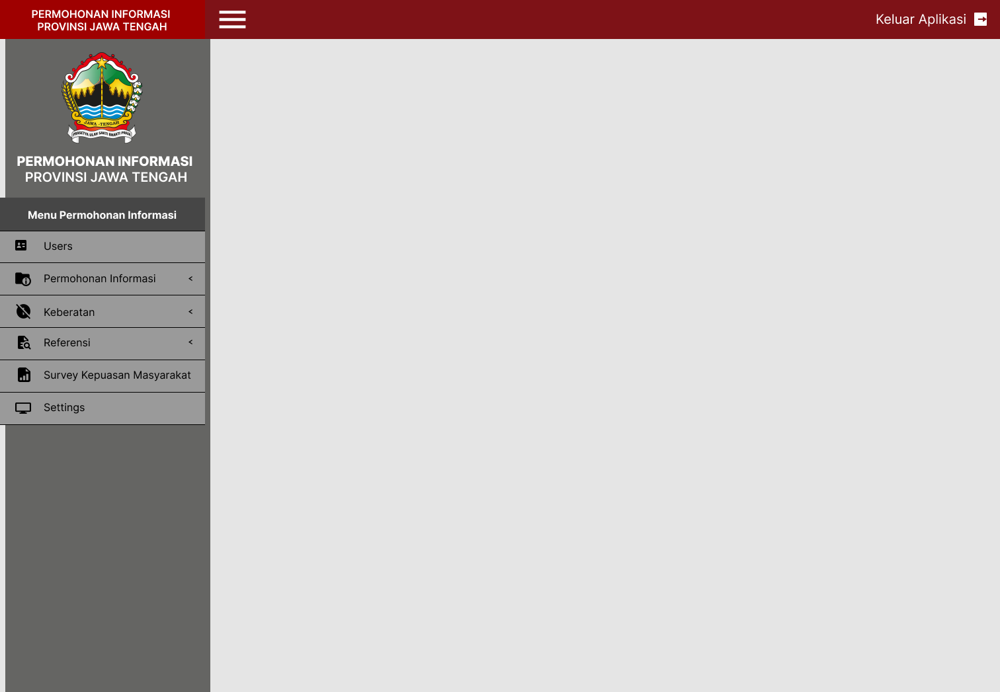 PERMOHONAN INFORMASI
PROVINSI JAWA TENGAH
Keluar Aplikasi
JAWA - TENGAH
PRASETYA ULAH SAKTI BHAKTI PRAJA
PERMOHONAN INFORMASI
PROVINSI JAWA TENGAH
Menu Permohonan Informasi
Users
Permohonan Informasi <
Keberatan <
Referensi <
Survey Kepuasan Masyarakat
Settings